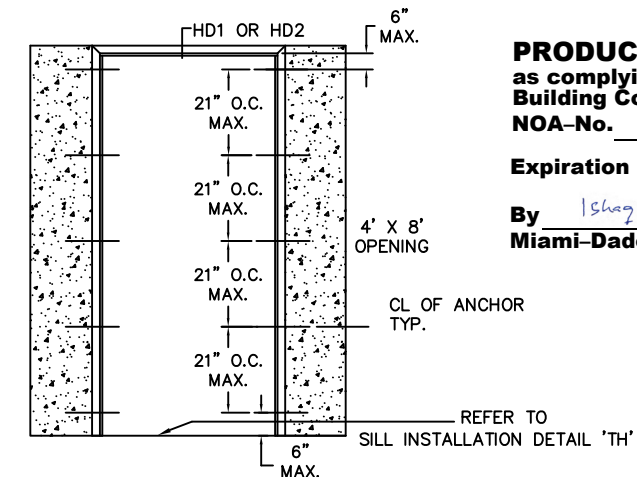 HD1 OR HD2
6"
MAX.
21" O.C.
MAX.
21" O.C.
MAX.
21" O.C.
MAX.
21" O.C.
MAX.
4' X 8'
OPENING
CL OF ANCHOR
TYP.
REFER TO
SILL INSTALLATION DETAIL 'TH'
6"
MAX.
PRODUC
as complyi
Building Co
NOA–No.
Expiration
By Ishaq
Miami–Dad